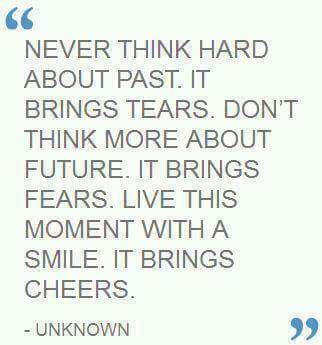 “
NEVER THINK HARD
ABOUT PAST. IT
BRINGS TEARS. DON’T
THINK MORE ABOUT
FUTURE. IT BRINGS
FEARS. LIVE THIS
MOMENT WITH A
SMILE. IT BRINGS
CHEERS.
- UNKNOWN
”